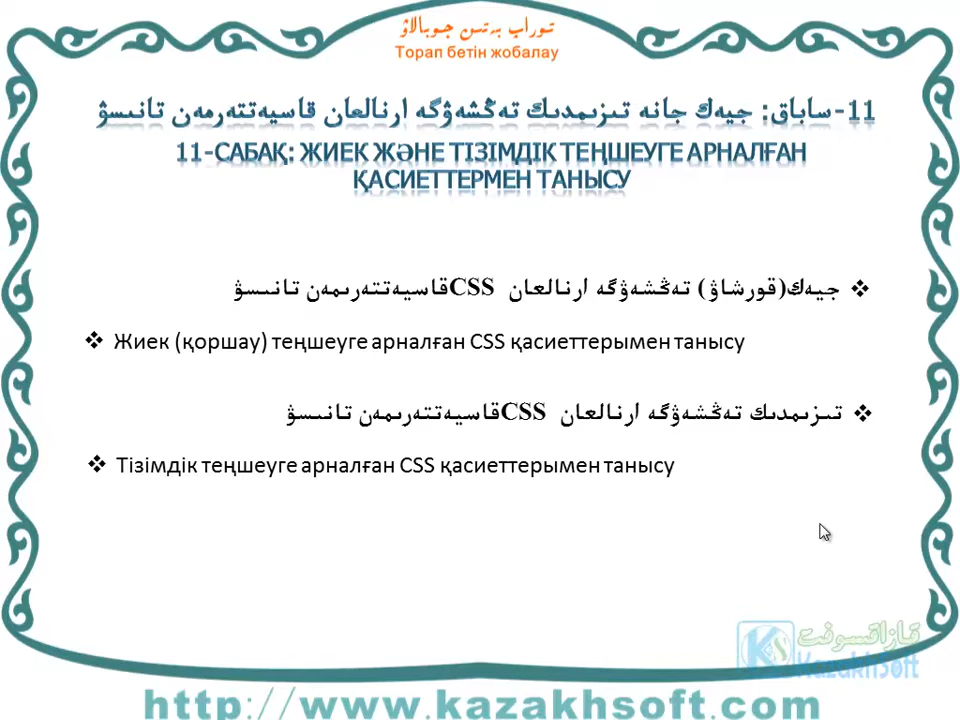 توراپ بەتىن جوبالاۋ
Торап бетін жобалау
11-ساباق: جيەك جانە تىزىمدىك تەڭشەۋگە ارنالعان قاسيەتتەرمەن تانىسۋ
11-САБАҚ: ЖИЕК ЖӘНЕ ТІЗІМДІК ТЕҢШЕУГЕ АРНАЛҒАН
ҚАСИЕТТЕРМЕН ТАНЫСУ
❖ جيەك(قورشاۋ) تەڭشەۋگە ارنالعان CSSقاسيەتتەرىمەن تانىسۋ
❖ Жиек (қоршау) теңшеуге арналған CSS қасиеттерымен танысу
❖ تىزىمدىك تەڭشەۋگە ارنالعان CSSقاسيەتتەرىمەن تانىسۋ
❖ Тізімдік теңшеуге арналған CSS қасиеттерымен танысу
قازاقسوفت
KazakhSoft
http://www.kazakhsoft.com